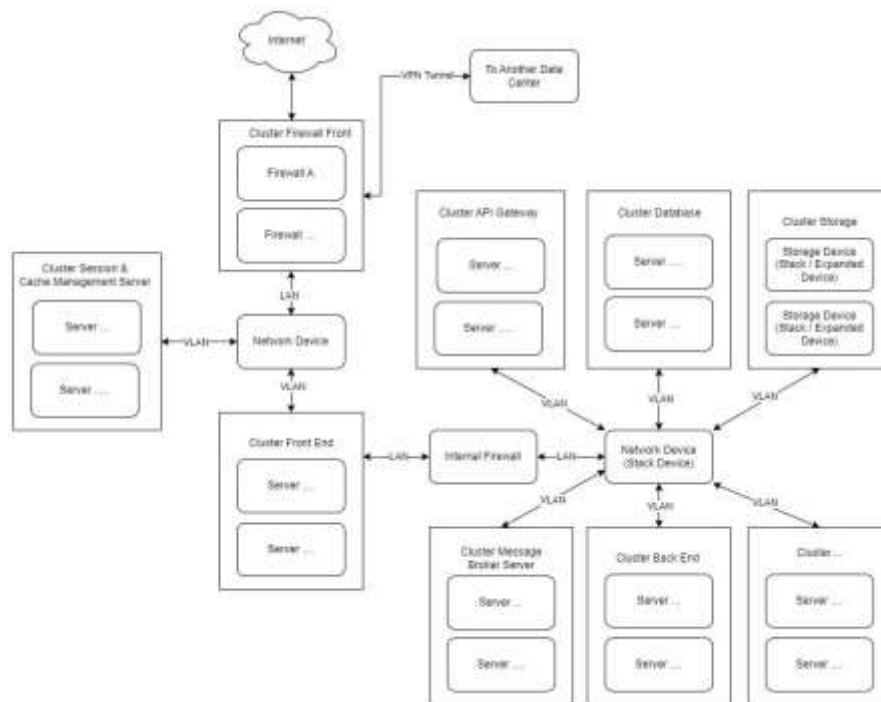 Internet
VPN Tunnel
To Another Data
Center
Cluster Firewall Front
Firewall A
Firewall ...
LAN
Cluster Session &
Cache Management Server
Server ...
Server .....
VLAN
Network Device
VLAN
Cluster Front End
Server ....
Server ....
LAN
Internal Firewall
LAN
Network Device
(Stack Device)
Cluster API Gateway
Server ....
Server .....
VLAN
Cluster Database
Server .....
Server ....
VLAN
Cluster Storage
Storage Device
(Stack / Expanded
Device)
Storage Device
(Stack / Expanded
Device)
VLAN
VLAN
Cluster Message
Broker Server
Server ...
Server ....
VLAN
Cluster Back End
Server ...
Server ....
VLAN
Cluster ...
Server ....
Server ....